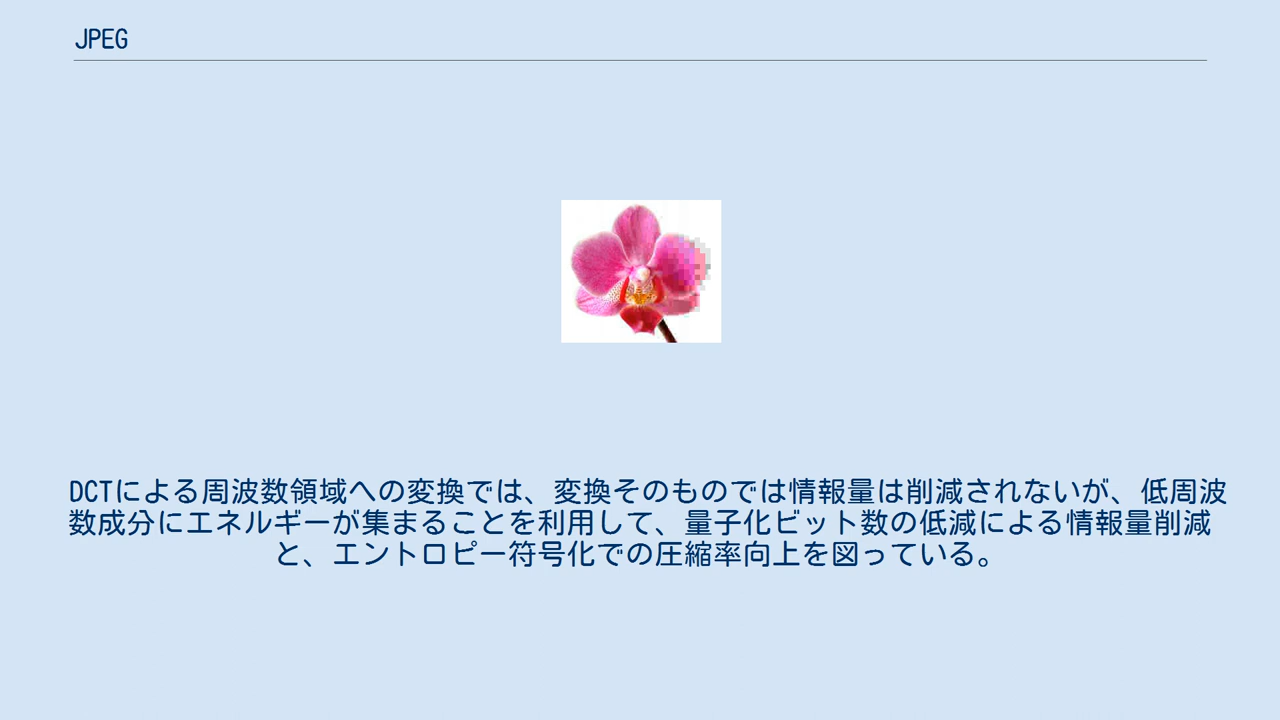 JPEG
DCTによる周波数領域への変換では、変換そのものでは情報量は削減されないが、低周波
数成分にエネルギーが集まることを利用して、量子化ビット数の低減による情報量削減
と、エントロピー符号化での圧縮率向上を図っている。